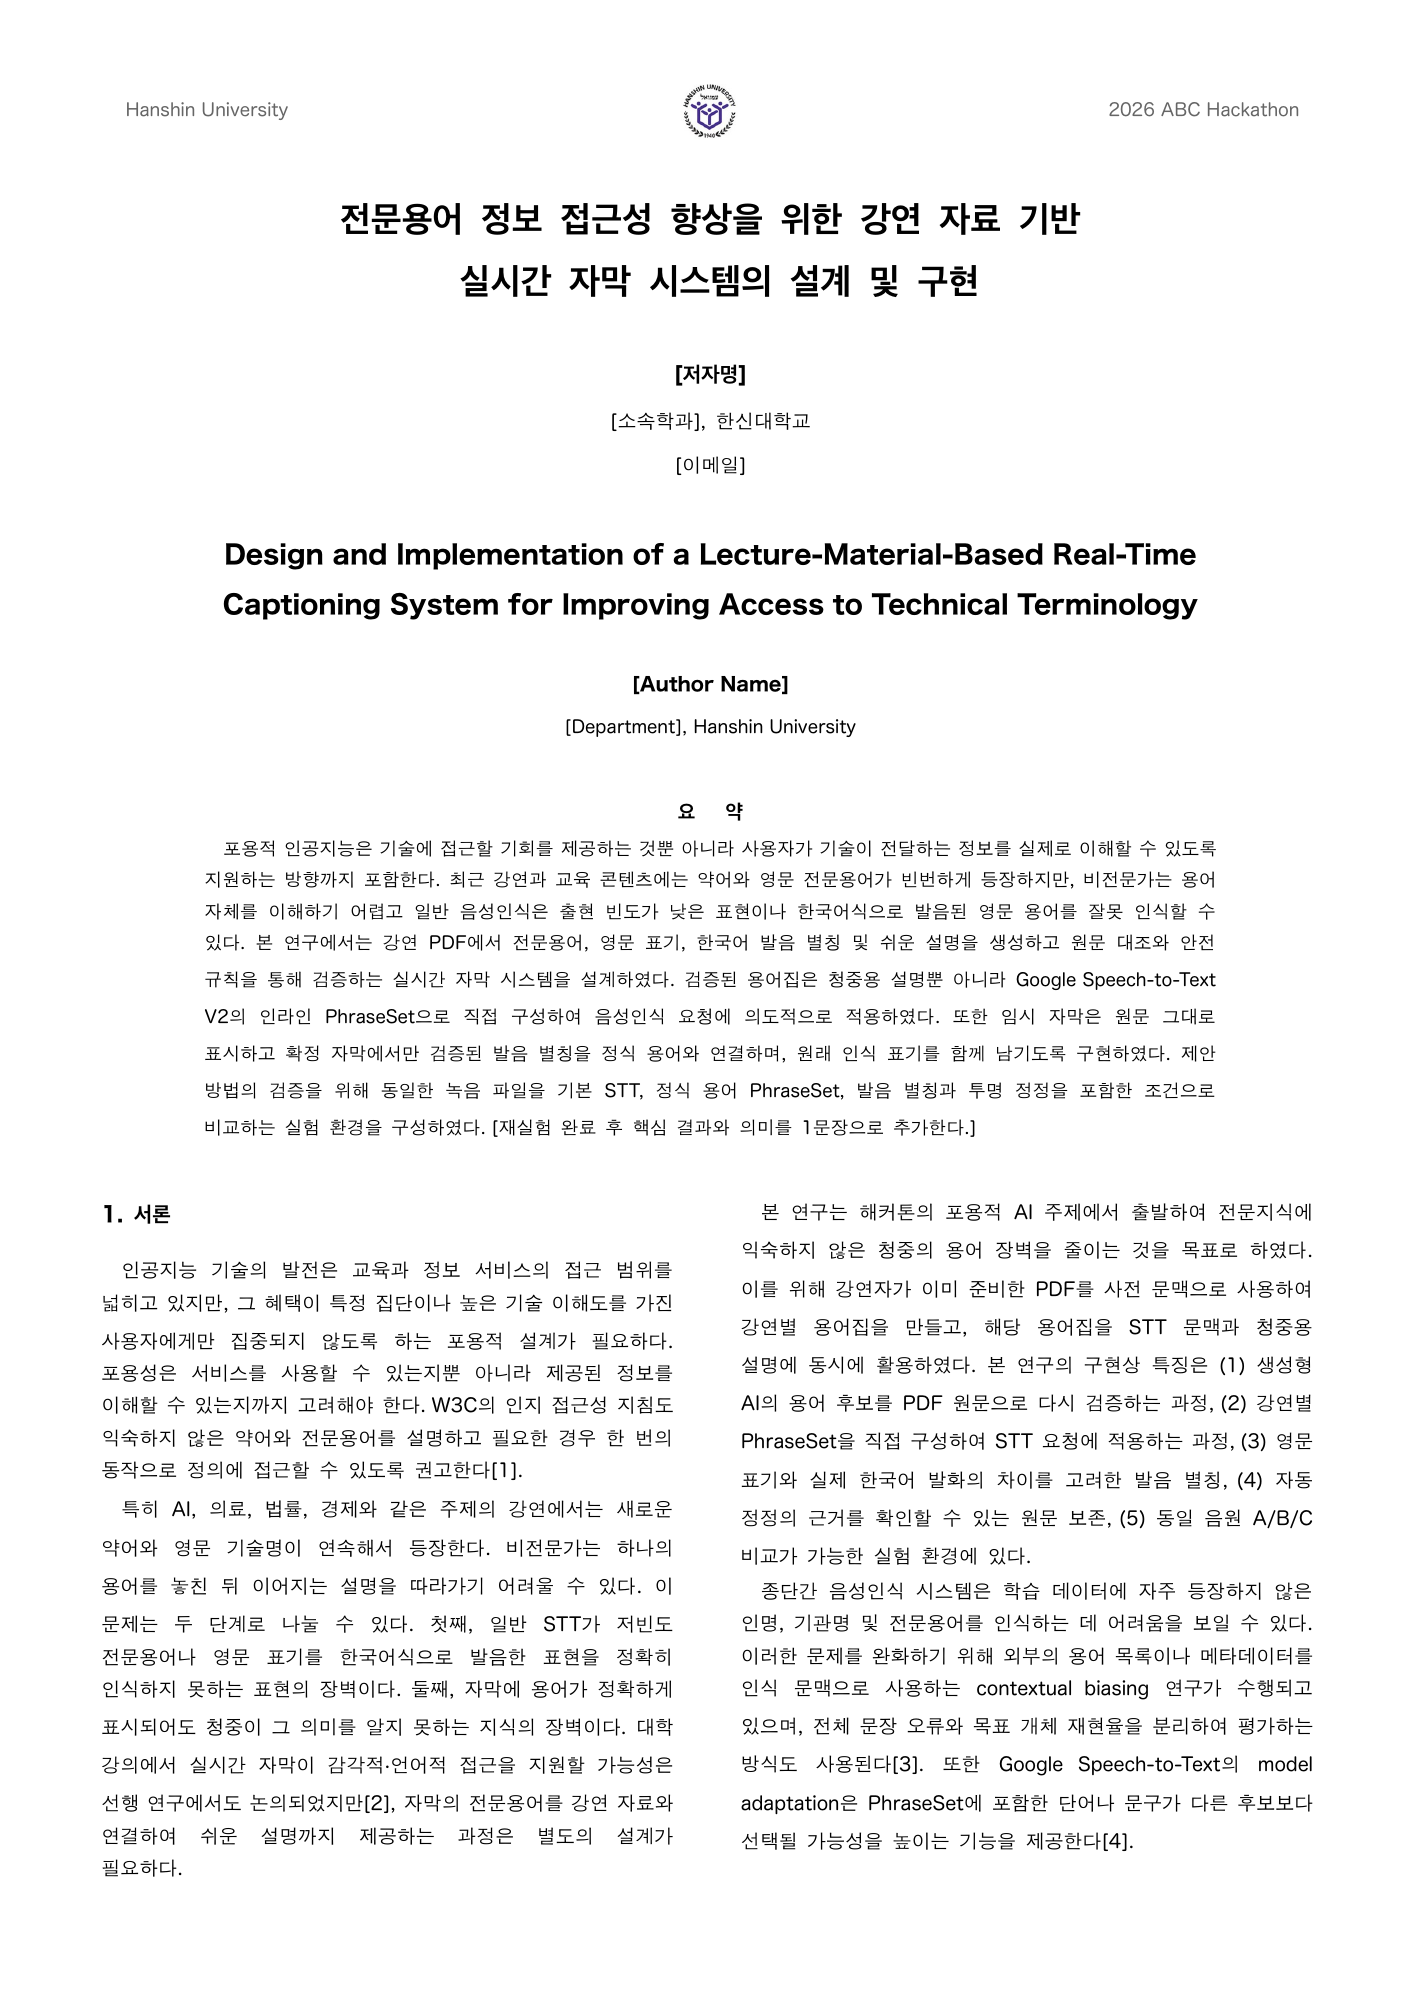 Hanshin University
HANSHIN UNIVERSITY
1940
2026 ABC Hackathon
전문용어 정보 접근성 향상을 위한 강연 자료 기반
실시간 자막 시스템의 설계 및 구현
[저자명]
[소속학과], 한신대학교
[이메일]
Design and Implementation of a Lecture-Material-Based Real-Time
Captioning System for Improving Access to Technical Terminology
[Author Name]
[Department], Hanshin University
요 약
포용적 인공지능은 기술에 접근할 기회를 제공하는 것뿐 아니라 사용자가 기술이 전달하는 정보를 실제로 이해할 수 있도록
지원하는 방향까지 포함한다. 최근 강연과 교육 콘텐츠에는 약어와 영문 전문용어가 빈번하게 등장하지만, 비전문가는 용어
자체를 이해하기 어렵고 일반 음성인식은 출현 빈도가 낮은 표현이나 한국어식으로 발음된 영문 용어를 잘못 인식할 수
있다. 본 연구에서는 강연 PDF에서 전문용어, 영문 표기, 한국어 발음 별칭 및 쉬운 설명을 생성하고 원문 대조와 안전
규칙을 통해 검증하는 실시간 자막 시스템을 설계하였다. 검증된 용어집은 청중용 설명뿐 아니라 Google Speech-to-Text
V2의 인라인 PhraseSet으로 직접 구성하여 음성인식 요청에 의도적으로 적용하였다. 또한 임시 자막은 원문 그대로
표시하고 확정 자막에서만 검증된 발음 별칭을 정식 용어와 연결하며, 원래 인식 표기를 함께 남기도록 구현하였다. 제안
방법의 검증을 위해 동일한 녹음 파일을 기본 STT, 정식 용어 PhraseSet, 발음 별칭과 투명 정정을 포함한 조건으로
비교하는 실험 환경을 구성하였다. [재실험 완료 후 핵심 결과와 의미를 1문장으로 추가한다.]
1. 서론
인공지능 기술의 발전은 교육과 정보 서비스의 접근 범위를
넓히고 있지만, 그 혜택이 특정 집단이나 높은 기술 이해도를 가진
사용자에게만 집중되지 않도록 하는 포용적 설계가 필요하다.
포용성은 서비스를 사용할 수 있는지뿐 아니라 제공된 정보를
이해할 수 있는지까지 고려해야 한다. W3C의 인지 접근성 지침도
익숙하지 않은 약어와 전문용어를 설명하고 필요한 경우 한 번의
동작으로 정의에 접근할 수 있도록 권고한다[1].
특히 AI, 의료, 법률, 경제와 같은 주제의 강연에서는 새로운
약어와 영문 기술명이 연속해서 등장한다. 비전문가는 하나의
용어를 놓친 뒤 이어지는 설명을 따라가기 어려울 수 있다. 이
문제는 두 단계로 나눌 수 있다. 첫째, 일반 STT가 저빈도
전문용어나 영문 표기를 한국어식으로 발음한 표현을 정확히
인식하지 못하는 표현의 장벽이다. 둘째, 자막에 용어가 정확하게
표시되어도 청중이 그 의미를 알지 못하는 지식의 장벽이다. 대학
강의에서 실시간 자막이 감각적·언어적 접근을 지원할 가능성은
선행 연구에서도 논의되었지만[2], 자막의 전문용어를 강연 자료와
연결하여 쉬운 설명까지 제공하는 과정은 별도의 설계가
필요하다.
본 연구는 해커톤의 포용적 AI 주제에서 출발하여 전문지식에
익숙하지 않은 청중의 용어 장벽을 줄이는 것을 목표로 하였다.
이를 위해 강연자가 이미 준비한 PDF를 사전 문맥으로 사용하여
강연별 용어집을 만들고, 해당 용어집을 STT 문맥과 청중용
설명에 동시에 활용하였다. 본 연구의 구현상 특징은 (1) 생성형
AI의 용어 후보를 PDF 원문으로 다시 검증하는 과정, (2) 강연별
PhraseSet을 직접 구성하여 STT 요청에 적용하는 과정, (3) 영문
표기와 실제 한국어 발화의 차이를 고려한 발음 별칭, (4) 자동
정정의 근거를 확인할 수 있는 원문 보존, (5) 동일 음원 A/B/C
비교가 가능한 실험 환경에 있다.
종단간 음성인식 시스템은 학습 데이터에 자주 등장하지 않은
인명, 기관명 및 전문용어를 인식하는 데 어려움을 보일 수 있다.
이러한 문제를 완화하기 위해 외부의 용어 목록이나 메타데이터를
인식 문맥으로 사용하는 contextual biasing 연구가 수행되고
있으며, 전체 문장 오류와 목표 개체 재현율을 분리하여 평가하는
방식도 사용된다[3]. 또한 Google Speech-to-Text의 model
adaptation은 PhraseSet에 포함한 단어나 문구가 다른 후보보다
선택될 가능성을 높이는 기능을 제공한다[4].